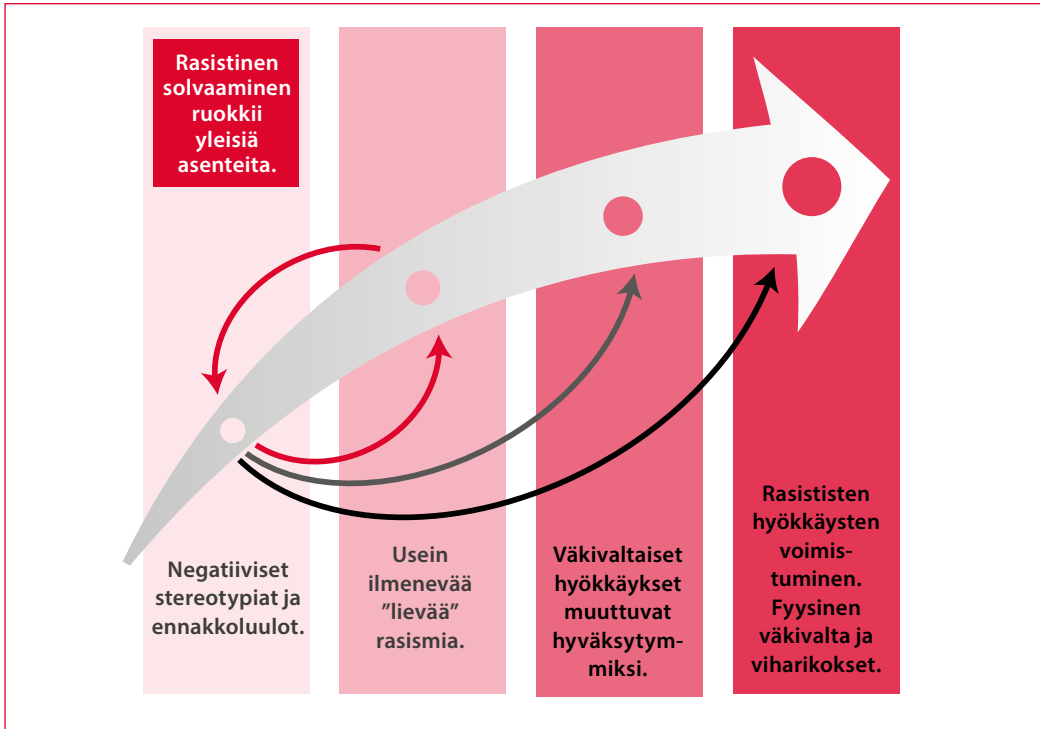 Rasistinen
solvaaminen
ruokkii
yleisiä
asenteita.
Negatiiviset
stereotypiat ja
ennakkoluulot.
Usein
ilmenevää
”lievää”
rasismia.
Väkivaltaiset
hyökkäykset
muuttuvat
hyväksytym-
miksi.
Rasististen
hyökkäysten
voimis-
tuminen.
Fyysinen
väkivalta ja
viharikokset.